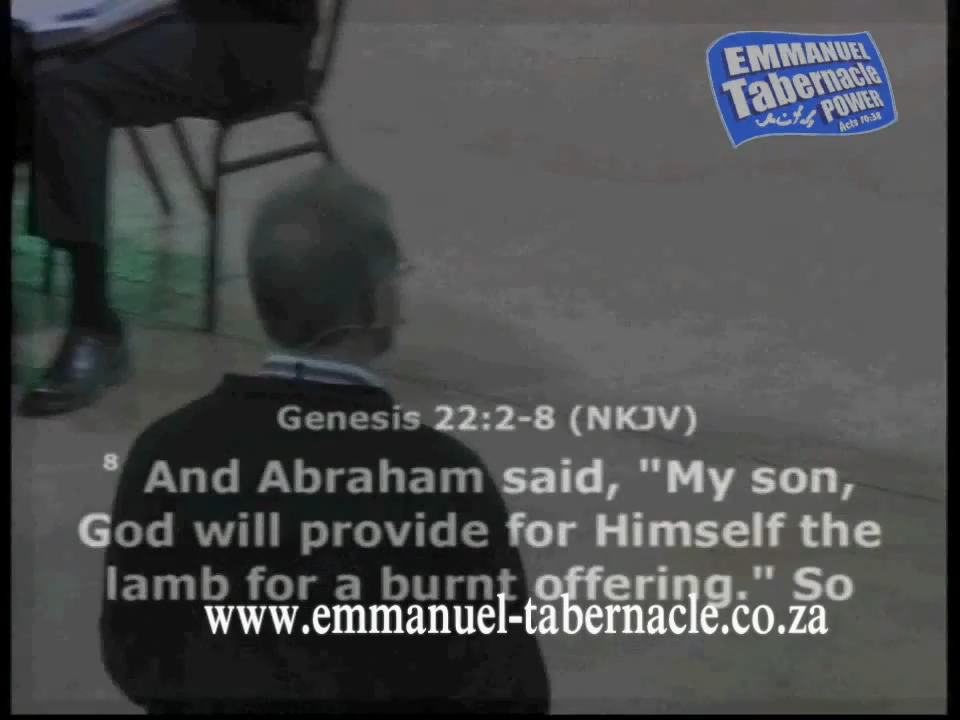 EMMANUEL
Tabernacle
POWER
Acts 10:38
Genesis 22:2-8 (NKJV)
8 And Abraham said, "My son,
God will provide for Himself the
lamb for a burnt offering." So
www.emmanuel-tabernacle.co.za